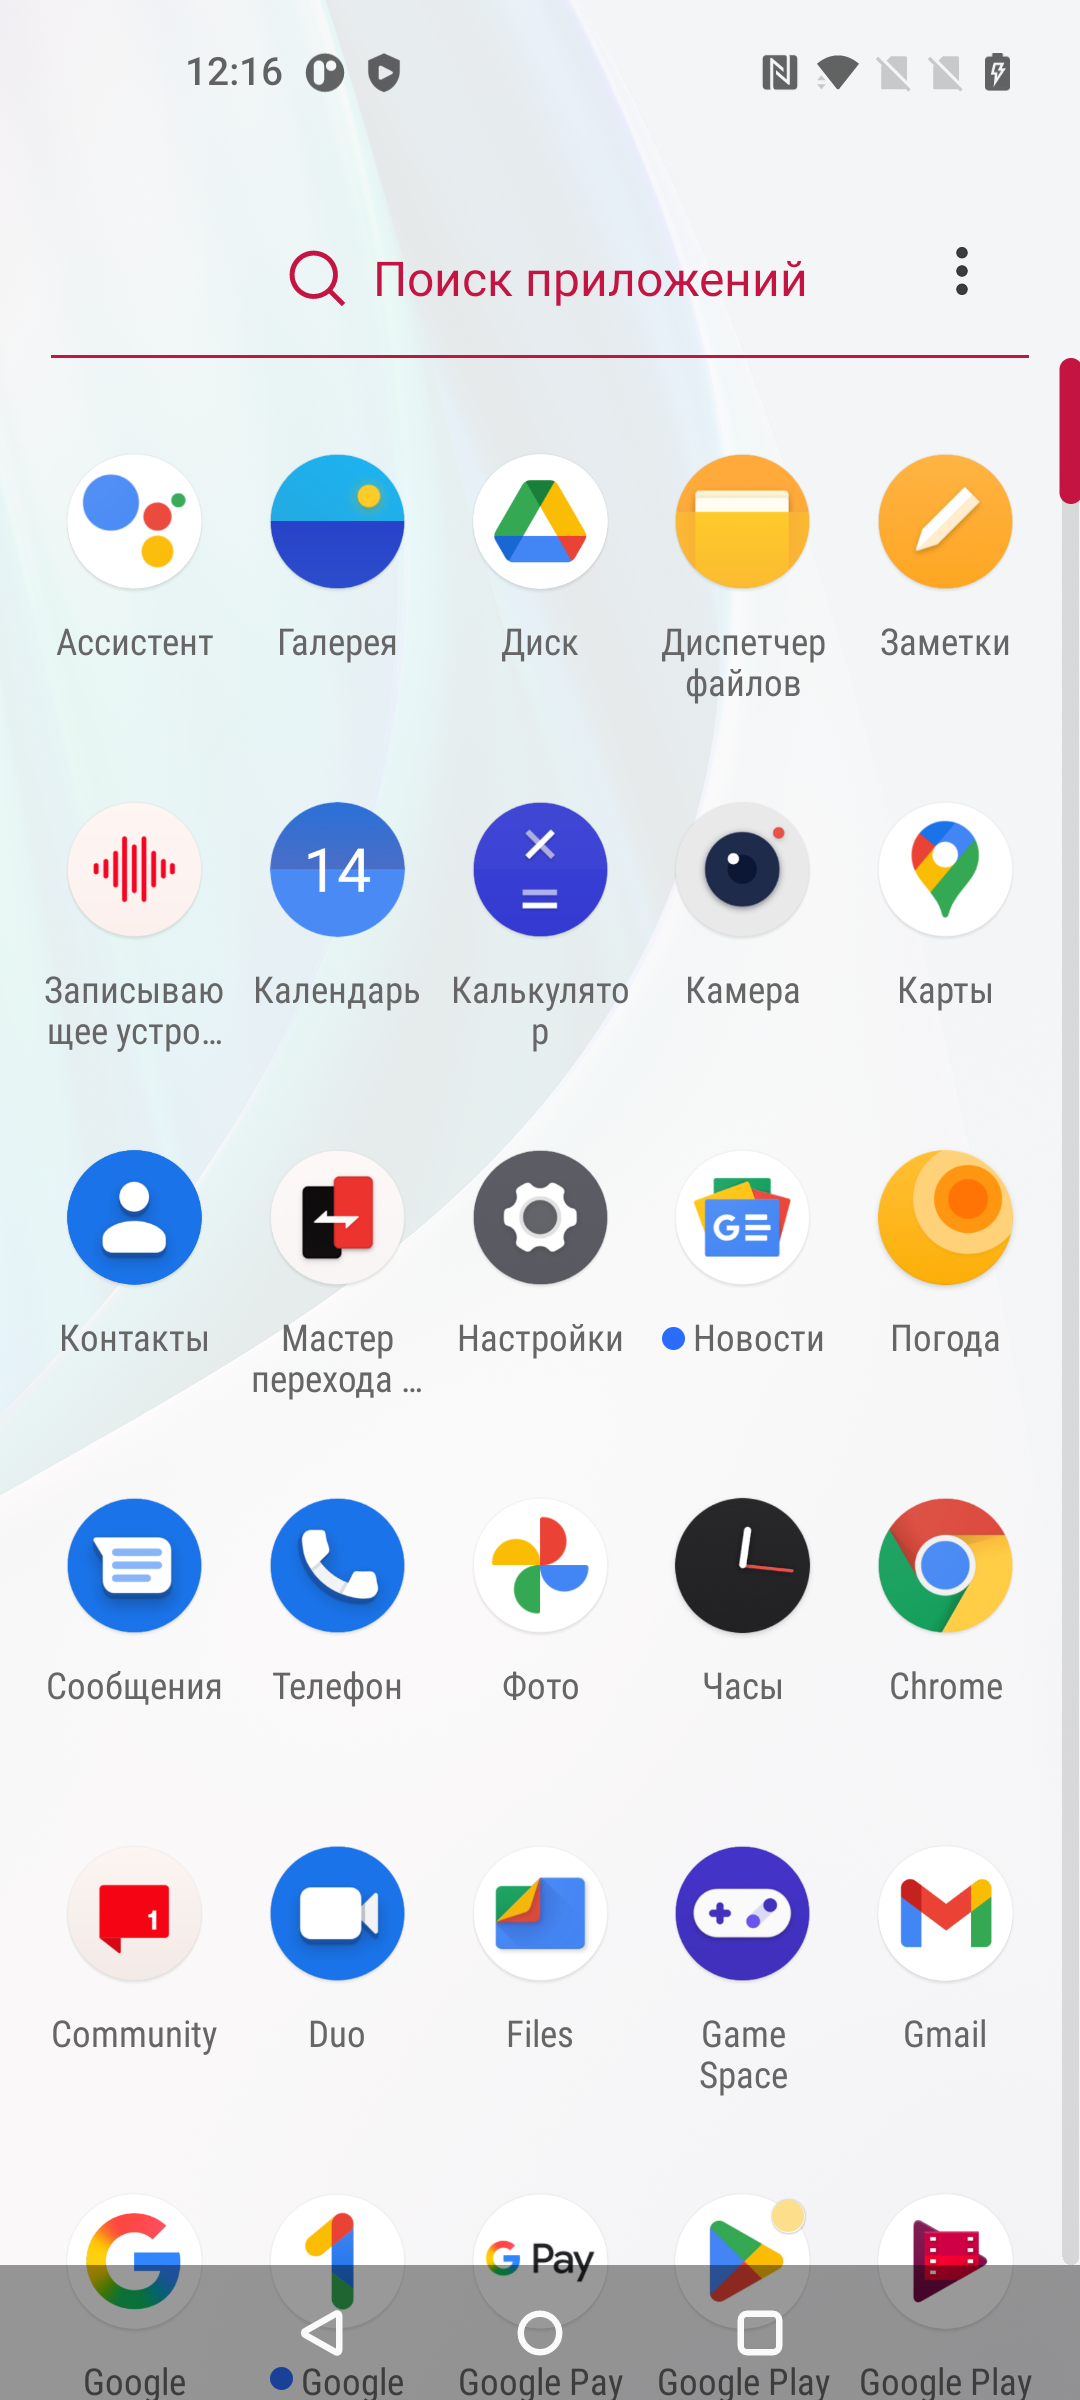 12:16
Поиск приложений
Ассистент
Галерея
Диск
Диспетчер
файлов
Заметки
14
Записываю
щее устро…
Календарь
Калькулято
р
Камера
Карты
G
Контакты
Мастер
перехода …
Настройки
Новости
Погода
Сообщения
Телефон
Фото
Часы
Chrome
1
Community
Duo
Files
Game
Space
Gmail
G Pay
Google
Google
Google Pay
Google Play
Google Play